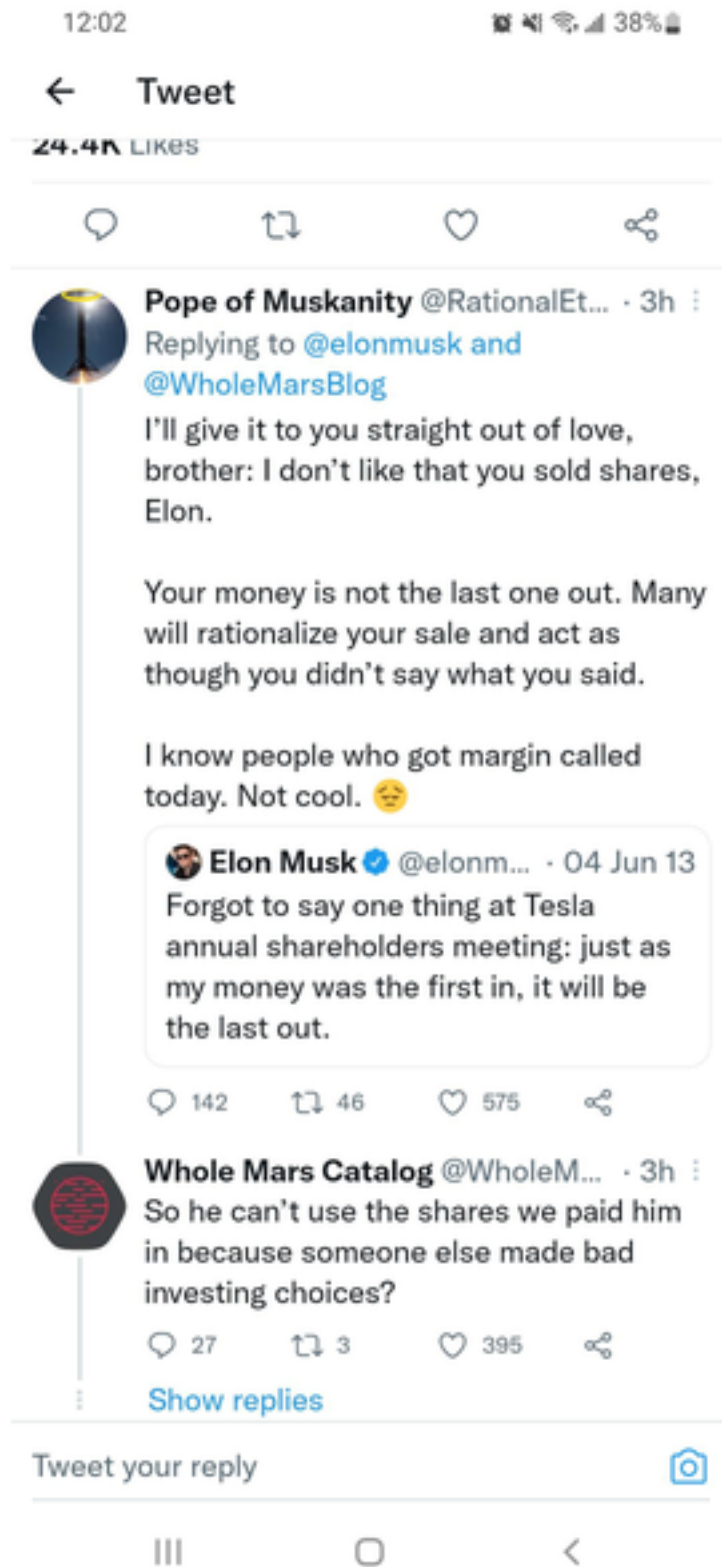 12:02
38%
Tweet
24.4K Likes
Pope of Muskanity @RationalEt... · 3h
Replying to @elonmusk and
@WholeMarsBlog
I'll give it to you straight out of love,
brother: I don't like that you sold shares,
Elon.
Your money is not the last one out. Many
will rationalize your sale and act as
though you didn't say what you said.
I know people who got margin called
today. Not cool. 😔
Elon Musk @elonm... · 04 Jun 13
Forgot to say one thing at Tesla
annual shareholders meeting: just as
my money was the first in, it will be
the last out.
142 46 575
Whole Mars Catalog @WholeM... · 3h
So he can't use the shares we paid him
in because someone else made bad
investing choices?
27 3 395
Show replies
Tweet your reply